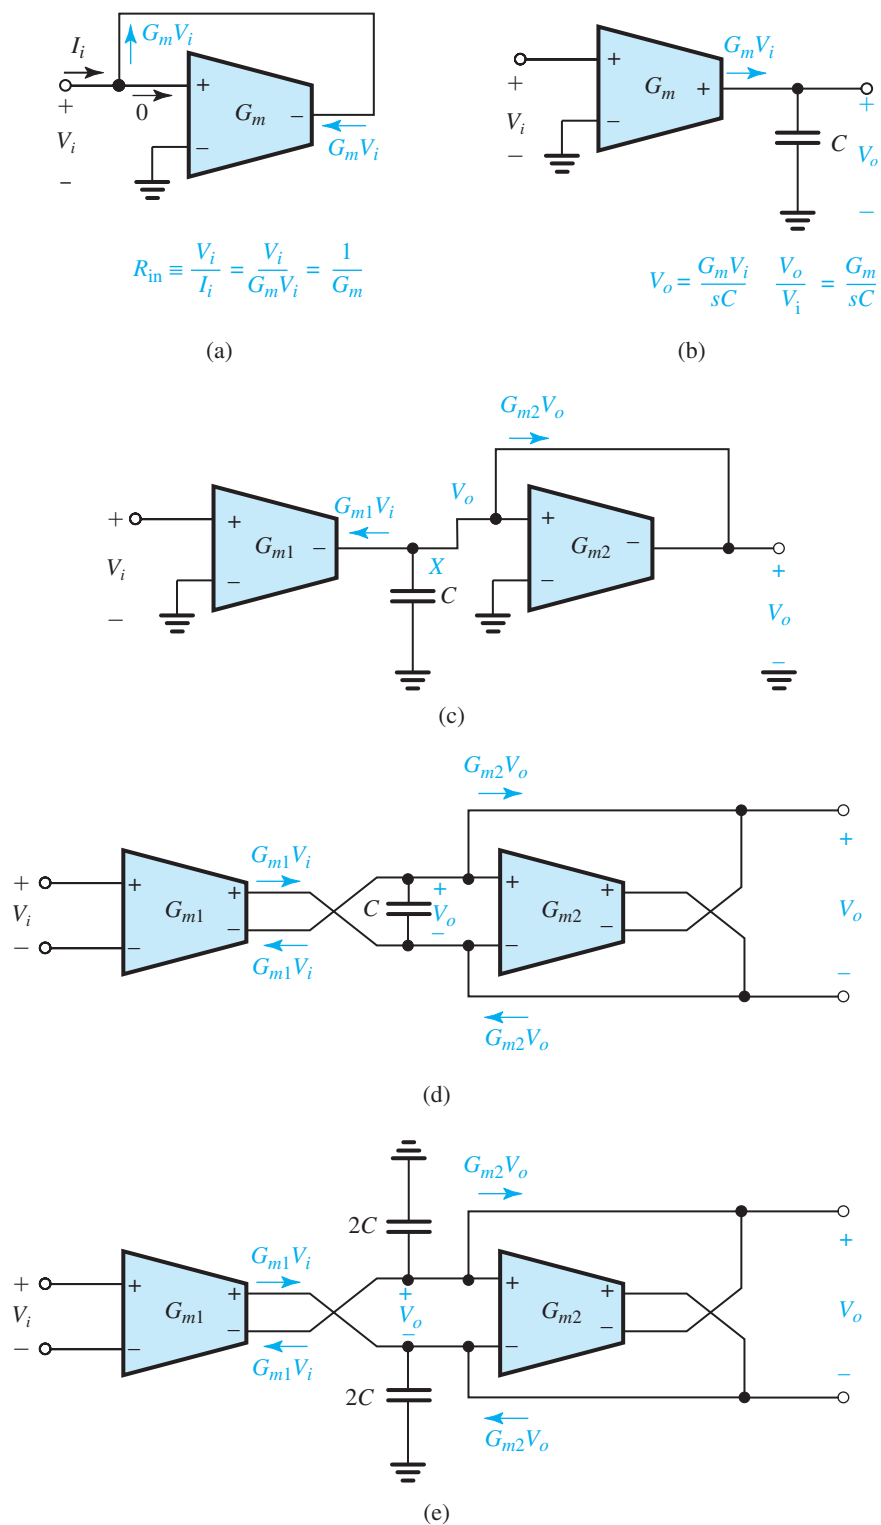 I_i
G_mV_i
+
0
+
G_m
−
−
G_mV_i
V_i
−
R_in ≡ V_i/I_i = V_i/G_mV_i = 1/G_m
(a)
G_mV_i
+
G_m
+
+
V_i
−
−
C
+
V_o
−
V_o = G_mV_i/sC V_o/V_i = G_m/sC
(b)
G_m2V_o
G_m1V_i
V_o
+
+
G_m1
−
+
G_m2
−
V_i
−
X
C
−
+
−
V_o
−
(c)
G_m2V_o
G_m1V_i
+
+
+
V_i
G_m1
−
C
+
V_o
−
+
G_m2
+
−
V_o
−
−
−
G_m1V_i
−
G_m2V_o
(d)
G_m2V_o
2C
G_m1V_i
+
+
+
+
V_i
G_m1
−
+
V_o
−
+
G_m2
−
V_o
−
−
−
G_m1V_i
−
2C
G_m2V_o
(e)